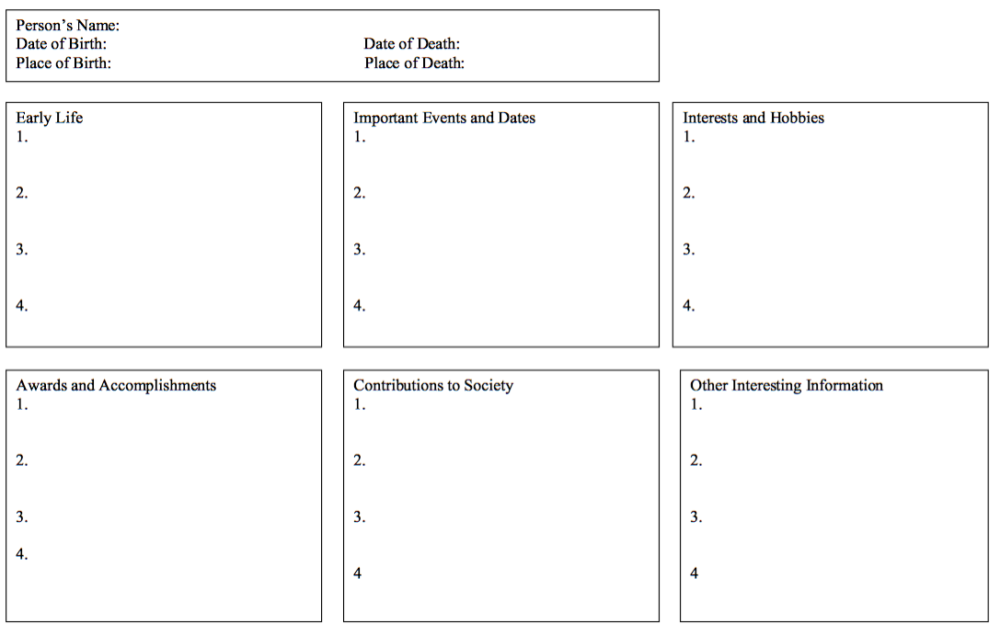 Person’s Name:
Date of Birth: Date of Death:
Place of Birth: Place of Death:
Early Life
1.
2.
3.
4.
Important Events and Dates
1.
2.
3.
4.
Interests and Hobbies
1.
2.
3.
4.
Awards and Accomplishments
1.
2.
3.
4.
Contributions to Society
1.
2.
3.
4
Other Interesting Information
1.
2.
3.
4